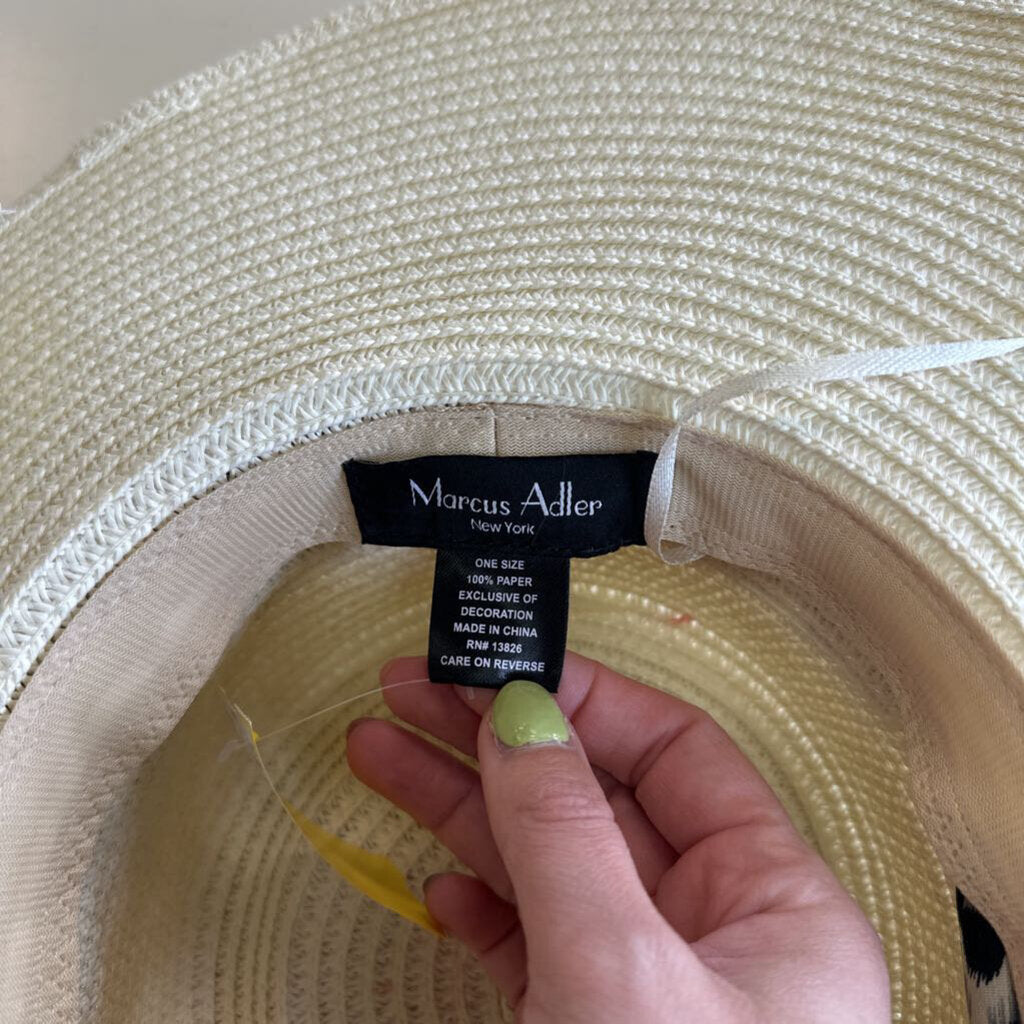 Marcus Adler
New York
ONE SIZE
100% PAPER
EXCLUSIVE OF
DECORATION
MADE IN CHINA
RN# 13826
CARE ON REVERSE